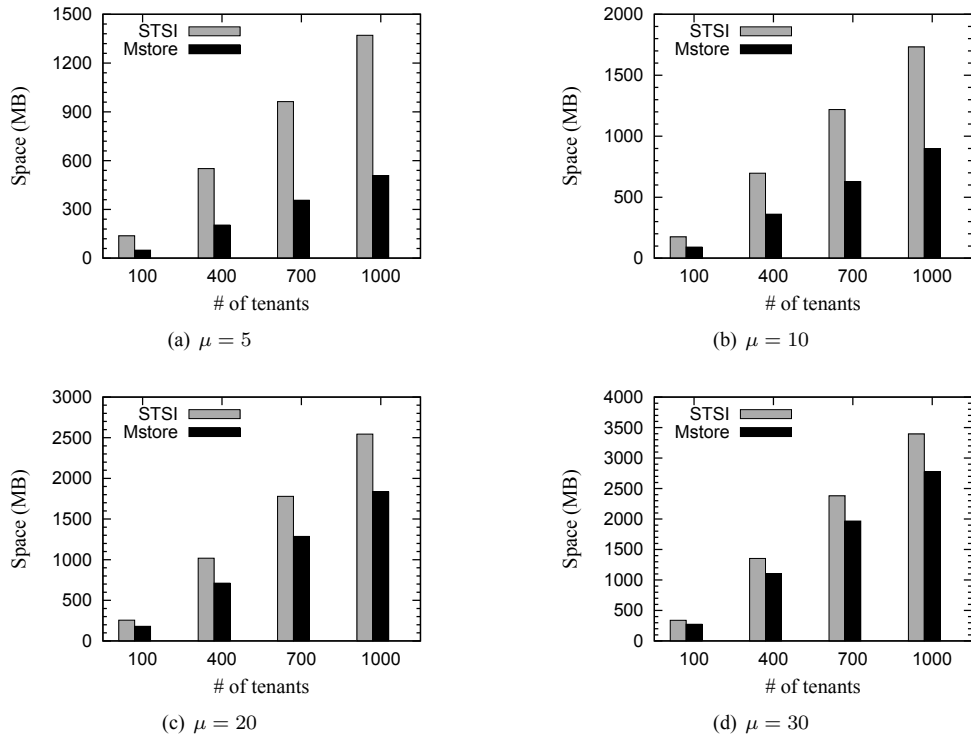 1500
1200
900
600
300
0
Space (MB)
STSI
Mstore
100 400 700 1000
# of tenants
(a) μ = 5
2000
1500
1000
500
0
Space (MB)
STSI
Mstore
100 400 700 1000
# of tenants
(b) μ = 10
3000
2500
2000
1500
1000
500
0
Space (MB)
STSI
Mstore
100 400 700 1000
# of tenants
(c) μ = 20
4000
3500
3000
2500
2000
1500
1000
500
0
Space (MB)
STSI
Mstore
100 400 700 1000
# of tenants
(d) μ = 30